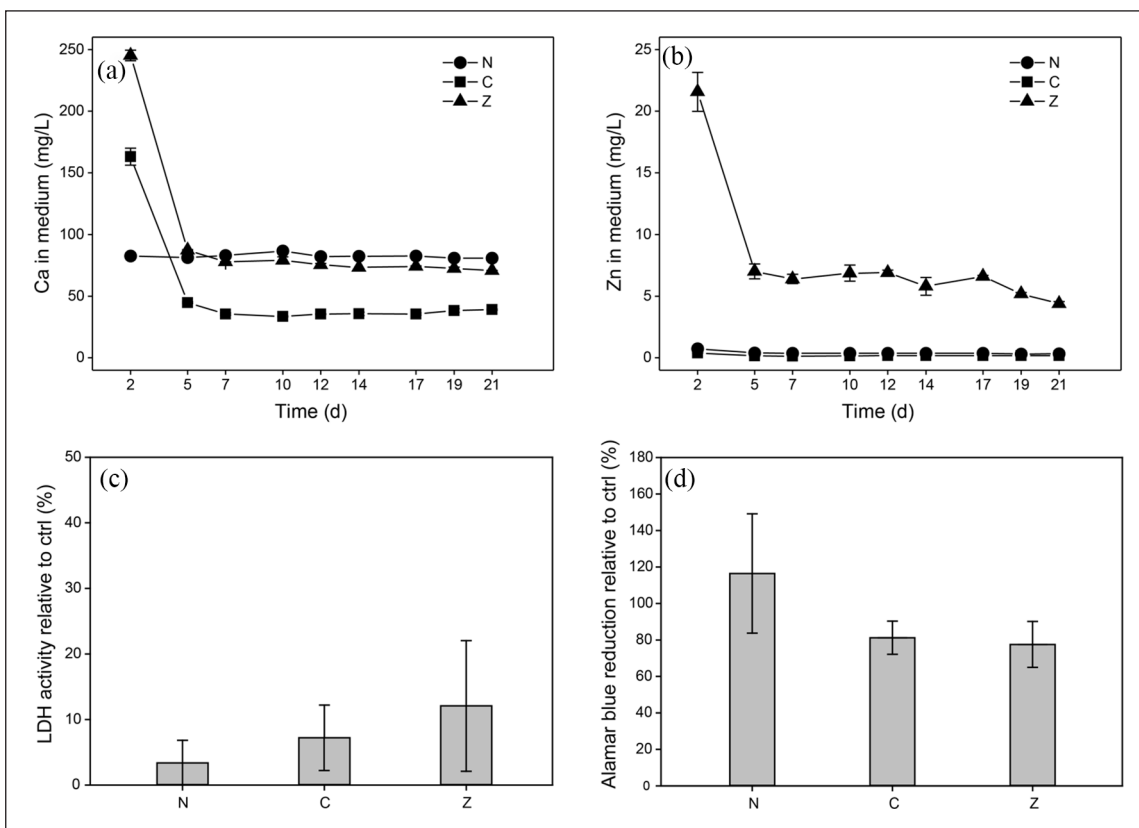 (a)
Ca in medium (mg/L)
250
200
150
100
50
0
N
C
Z
2 5 7 10 12 14 17 19 21
Time (d)
(b)
Zn in medium (mg/L)
25
20
15
10
5
0
N
C
Z
2 5 7 10 12 14 17 19 21
Time (d)
(c)
LDH activity relative to ctrl (%)
50
40
30
20
10
0
N C Z
(d)
Alamar blue reduction relative to ctrl (%)
180
160
140
120
100
80
60
40
20
0
N C Z